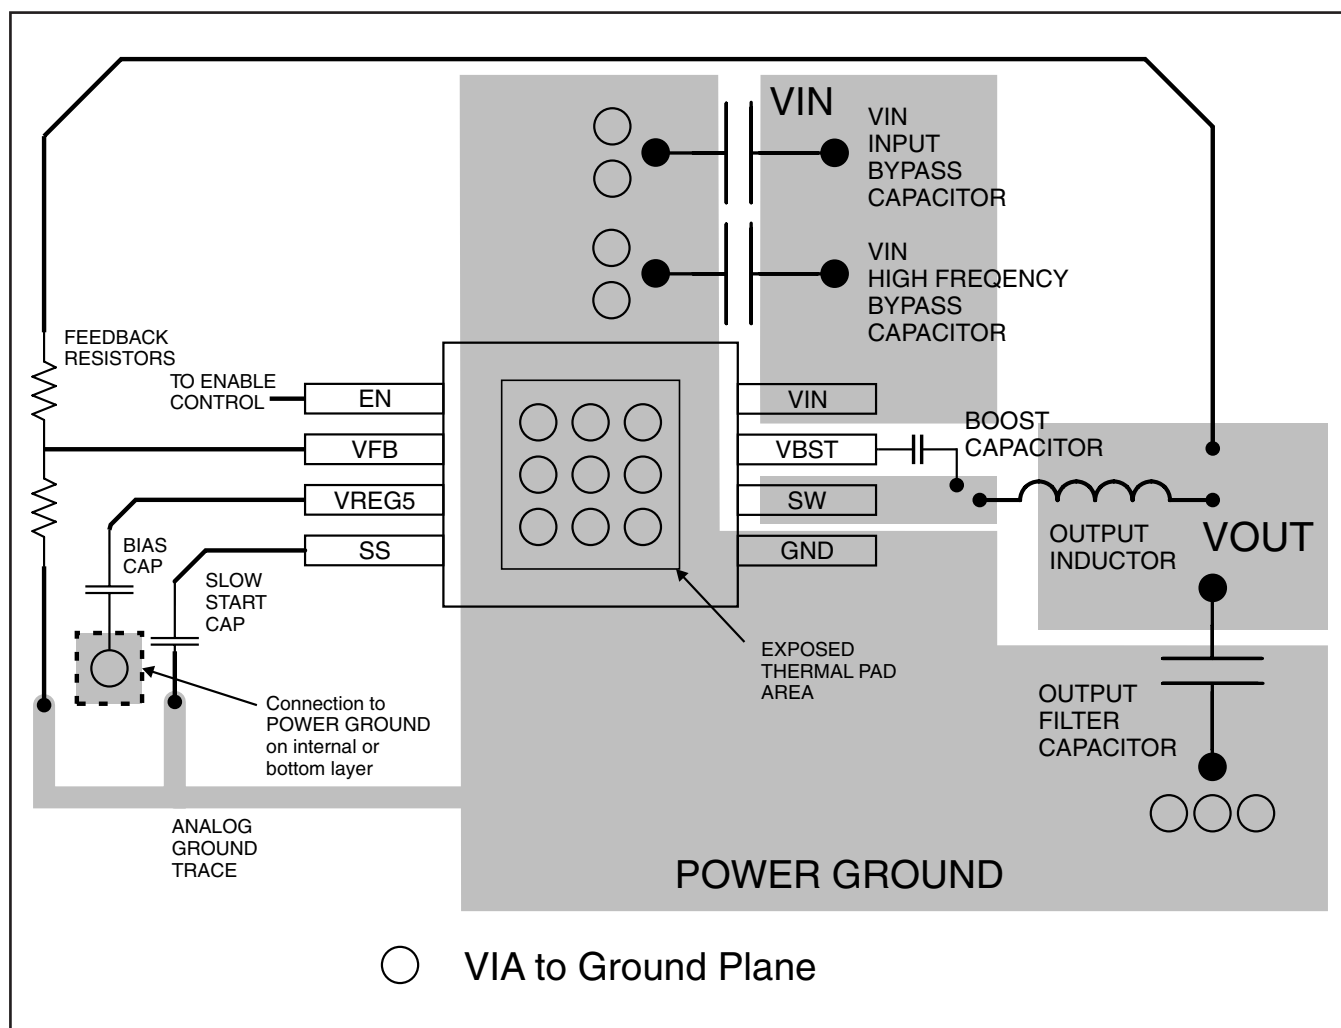 VIN
VIN
INPUT
BYPASS
CAPACITOR
VIN
HIGH FREQENCY
BYPASS
CAPACITOR
FEEDBACK
RESISTORS
TO ENABLE
CONTROL
EN
VFB
VREG5
SS
VIN
VBST
SW
GND
BOOST
CAPACITOR
OUTPUT
INDUCTOR
VOUT
BIAS
CAP
SLOW
START
CAP
EXPOSED
THERMAL PAD
AREA
Connection to
POWER GROUND
on internal or
bottom layer
OUTPUT
FILTER
CAPACITOR
ANALOG
GROUND
TRACE
POWER GROUND
VIA to Ground Plane